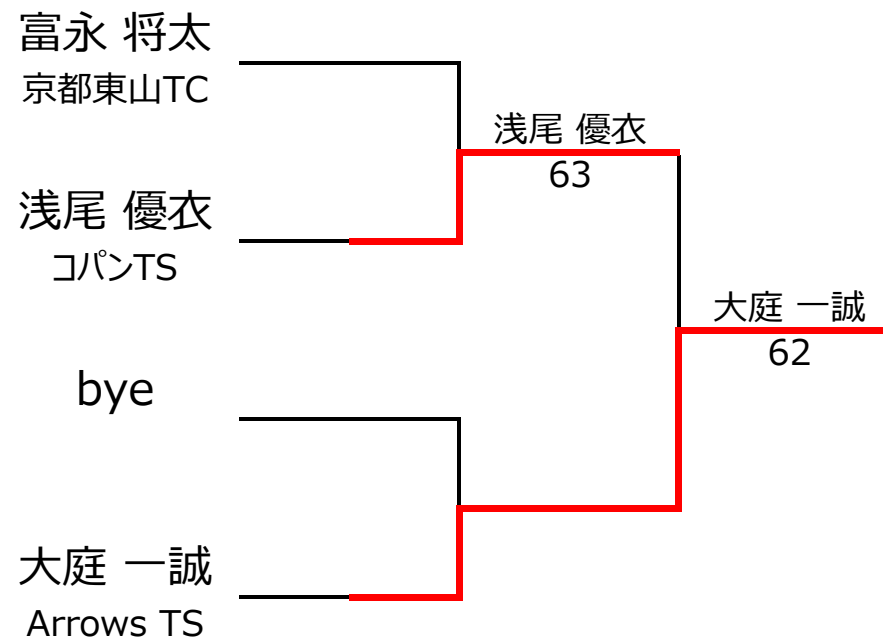 富永 将太
京都東山TC
浅尾 優衣
63
浅尾 優衣
コパンTS
大庭 一誠
62
bye
大庭 一誠
Arrows TS